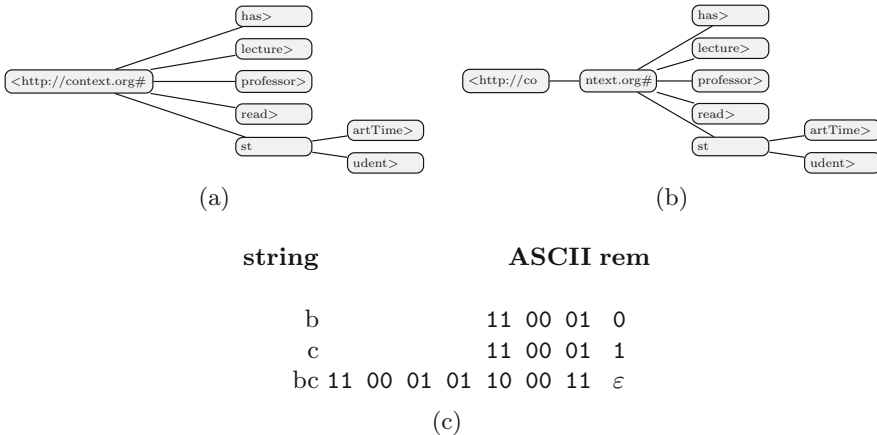 has>
lecture>
<http://context.org#
professor>
read>
st
artTime>
udent>
(a)
has>
lecture>
<http://co
ntext.org#
professor>
read>
st
artTime>
udent>
(b)
string ASCII rem
b 11 00 01 0
c 11 00 01 1
bc 11 00 01 01 10 00 11 ε
(c)